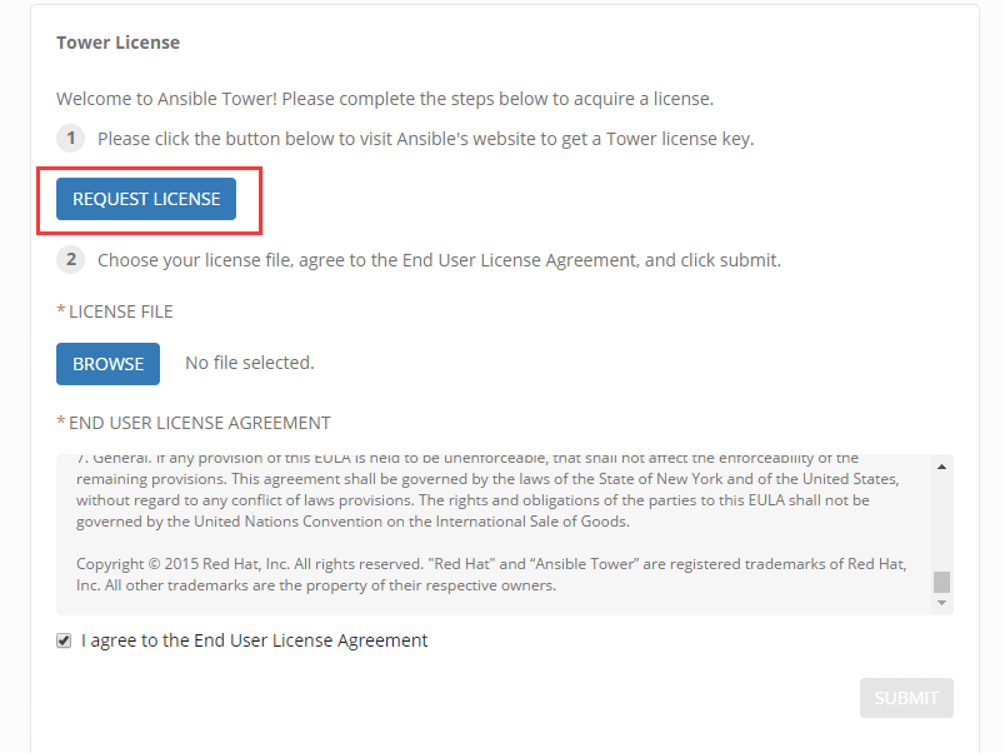 Tower License
Welcome to Ansible Tower! Please complete the steps below to acquire a license.
1 Please click the button below to visit Ansible's website to get a Tower license key.
REQUEST LICENSE
2 Choose your license file, agree to the End User License Agreement, and click submit.
* LICENSE FILE
BROWSE No file selected.
* END USER LICENSE AGREEMENT
7. General. If any provision of this EULA is held to be unenforceable, that shall not affect the enforceability of the
remaining provisions. This agreement shall be governed by the laws of the State of New York and of the United States,
without regard to any conflict of laws provisions. The rights and obligations of the parties to this EULA shall not be
governed by the United Nations Convention on the International Sale of Goods.
Copyright © 2015 Red Hat, Inc. All rights reserved. "Red Hat" and “Ansible Tower” are registered trademarks of Red Hat,
Inc. All other trademarks are the property of their respective owners.
I agree to the End User License Agreement
SUBMIT